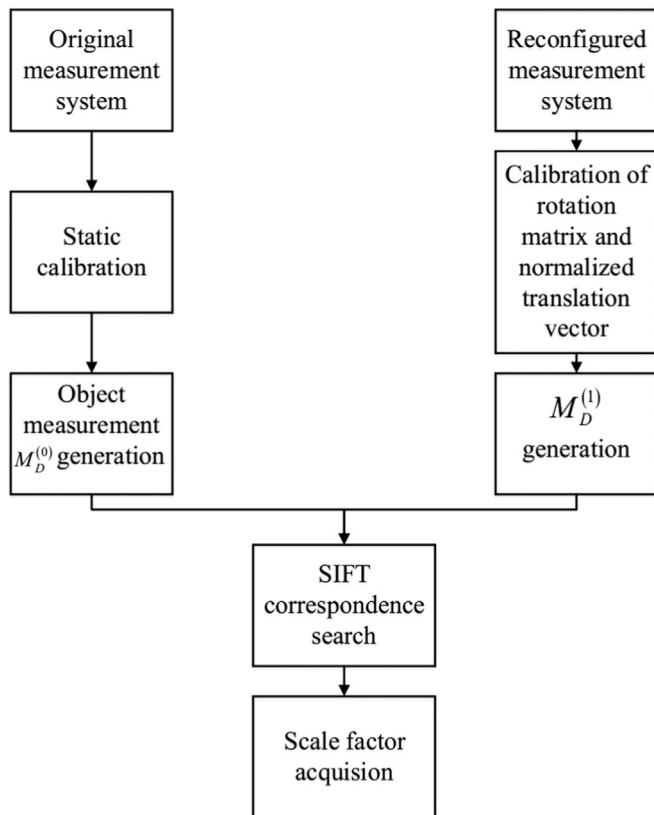 Original
measurement
system
Static
calibration
Object
measurement
M_D^{(0)} generation
Reconfigured
measurement
system
Calibration of
rotation
matrix and
normalized
translation
vector
M_D^{(1)}
generation
SIFT
correspondence
search
Scale factor
acquision